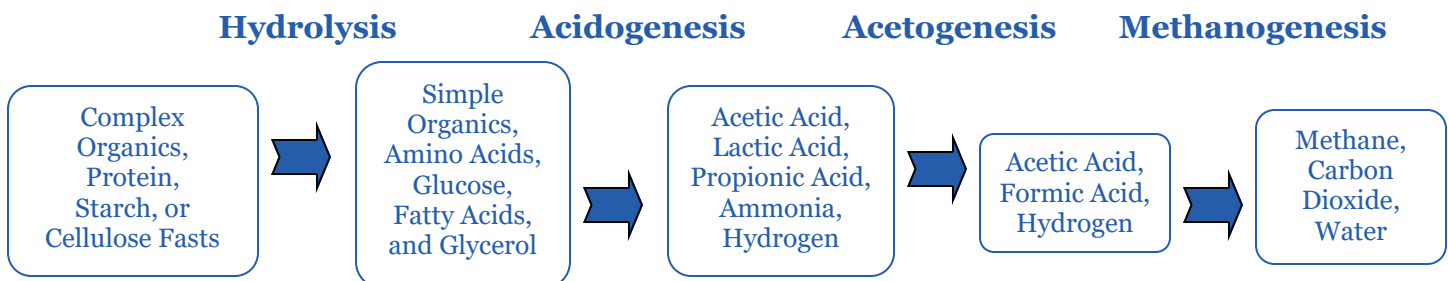 Hydrolysis Acidogenesis Acetogenesis Methanogenesis
Complex
Organics,
Protein,
Starch, or
Cellulose Fasts
Simple
Organics,
Amino Acids,
Glucose,
Fatty Acids,
and Glycerol
Acetic Acid,
Lactic Acid,
Propionic Acid,
Ammonia,
Hydrogen
Acetic Acid,
Formic Acid,
Hydrogen
Methane,
Carbon
Dioxide,
Water